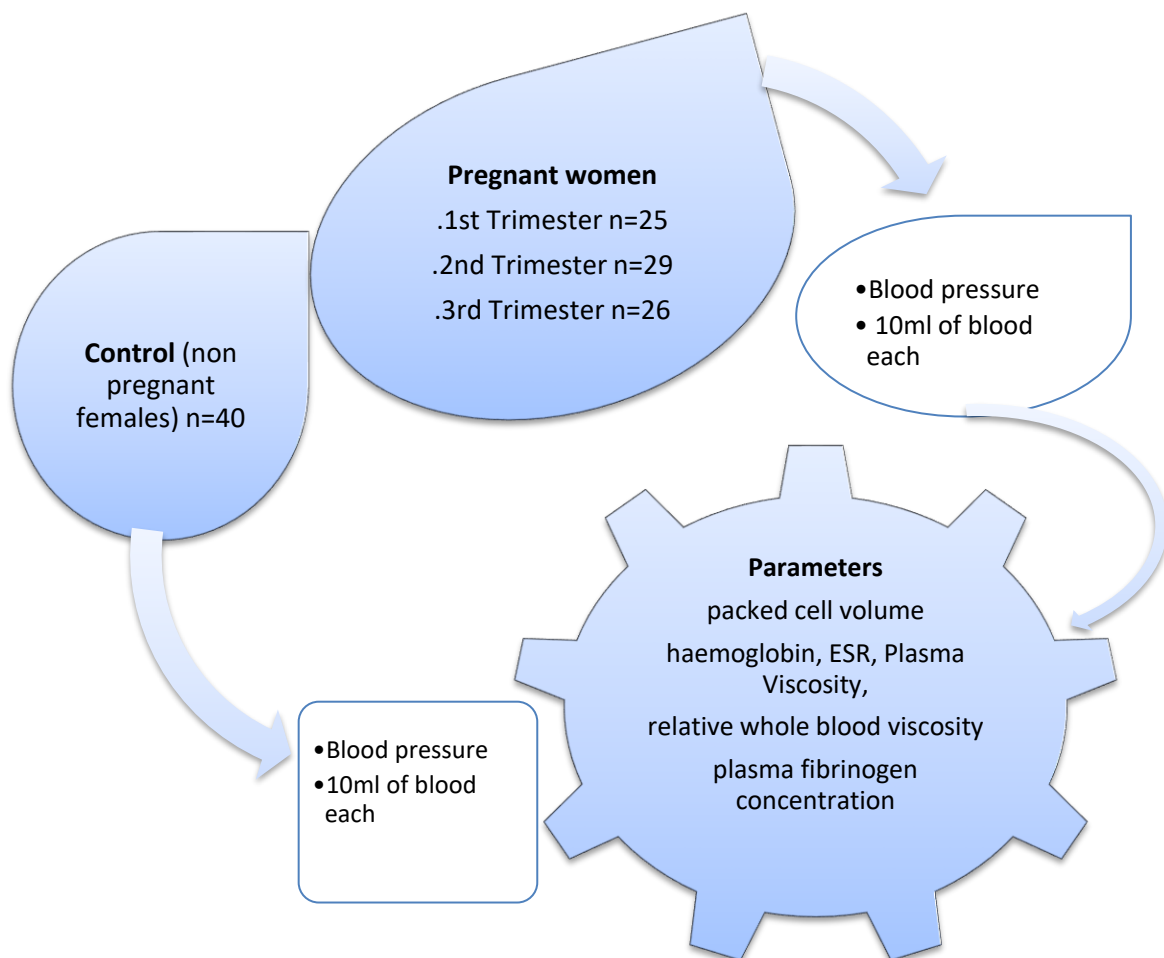 Pregnant women
.1st Trimester n=25
.2nd Trimester n=29
.3rd Trimester n=26
Control (non
pregnant
females) n=40
•Blood pressure
• 10ml of blood
each
Parameters
packed cell volume
haemoglobin, ESR, Plasma
Viscosity,
relative whole blood viscosity
plasma fibrinogen
concentration
•Blood pressure
•10ml of blood
each